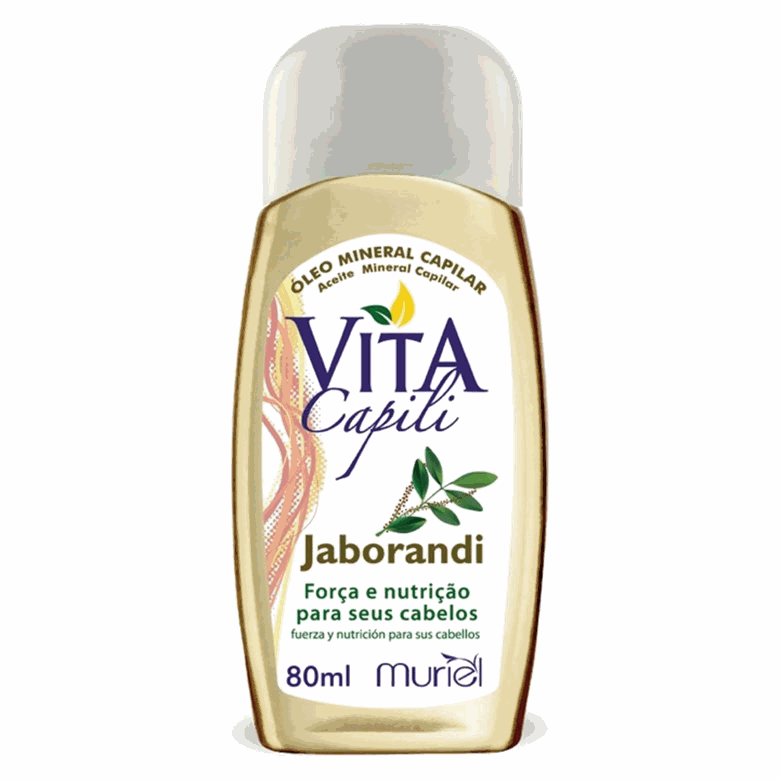 ÓLEO MINERAL CAPILAR
Aceite Mineral Capilar
VITA
Capili
Jaborandi
Força e nutrição
para seus cabelos
fuerza y nutrición para sus cabellos
80ml muriel